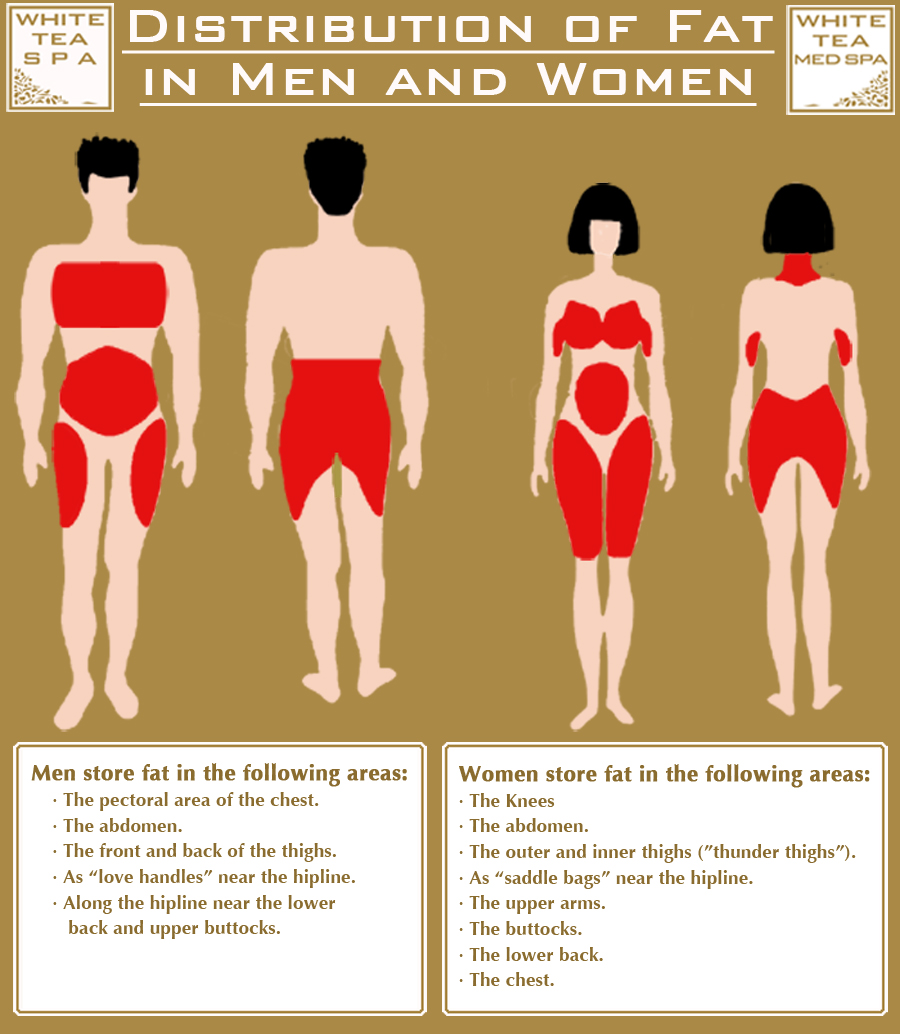 WHITE
TEA
SPA
DISTRIBUTION OF FAT
IN MEN AND WOMEN
WHITE
TEA
MED SPA
Men store fat in the following areas:
· The pectoral area of the chest.
· The abdomen.
· The front and back of the thighs.
· As “love handles” near the hipline.
· Along the hipline near the lower
back and upper buttocks.
Women store fat in the following areas:
· The Knees
· The abdomen.
· The outer and inner thighs (”thunder thighs”).
· As “saddle bags” near the hipline.
· The upper arms.
· The buttocks.
· The lower back.
· The chest.